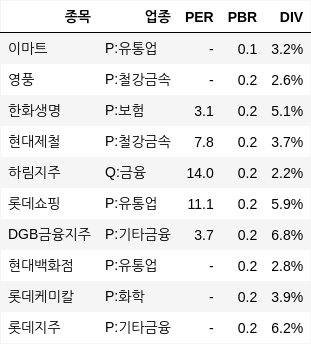 종목 업종 PER PBR DIV
이마트 P:유통업 - 0.1 3.2%
영풍 P:철강금속 - 0.2 2.6%
한화생명 P:보험 3.1 0.2 5.1%
현대제철 P:철강금속 7.8 0.2 3.7%
하림지주 Q:금융 14.0 0.2 2.2%
롯데쇼핑 P:유통업 11.1 0.2 5.9%
DGB금융지주 P:기타금융 3.7 0.2 6.8%
현대백화점 P:유통업 - 0.2 2.8%
롯데케미칼 P:화학 - 0.2 3.9%
롯데지주 P:기타금융 - 0.2 6.2%